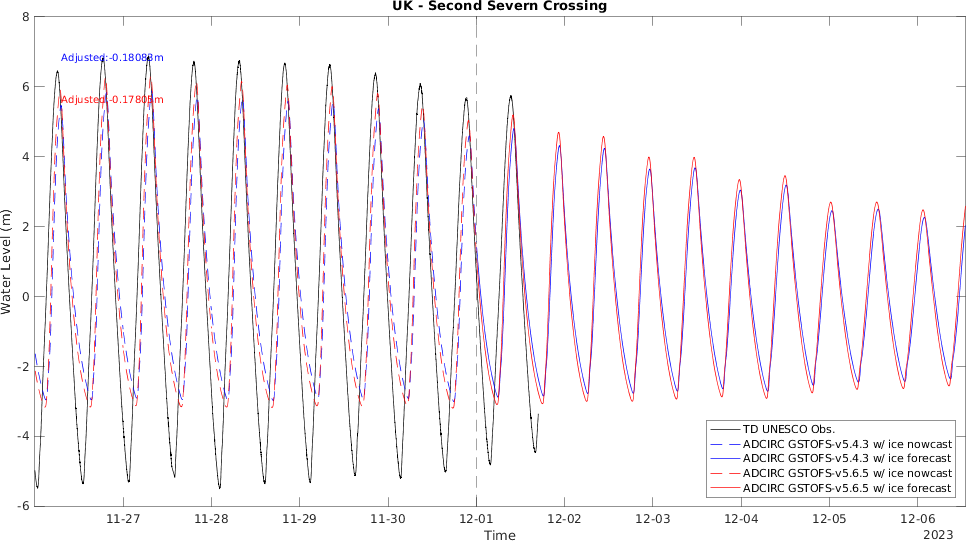 UK - Second Severn Crossing
8
6
4
2
0
-2
-4
-6
Water Level (m)
Adjusted:-0.18083m
Adjusted:-0.17805m
TD UNESCO Obs.
ADCIRC GSTOFS-v5.4.3 w/ ice nowcast
ADCIRC GSTOFS-v5.4.3 w/ ice forecast
ADCIRC GSTOFS-v5.6.5 w/ ice nowcast
ADCIRC GSTOFS-v5.6.5 w/ ice forecast
11-27 11-28 11-29 11-30 12-01 12-02 12-03 12-04 12-05 12-06
Time
2023